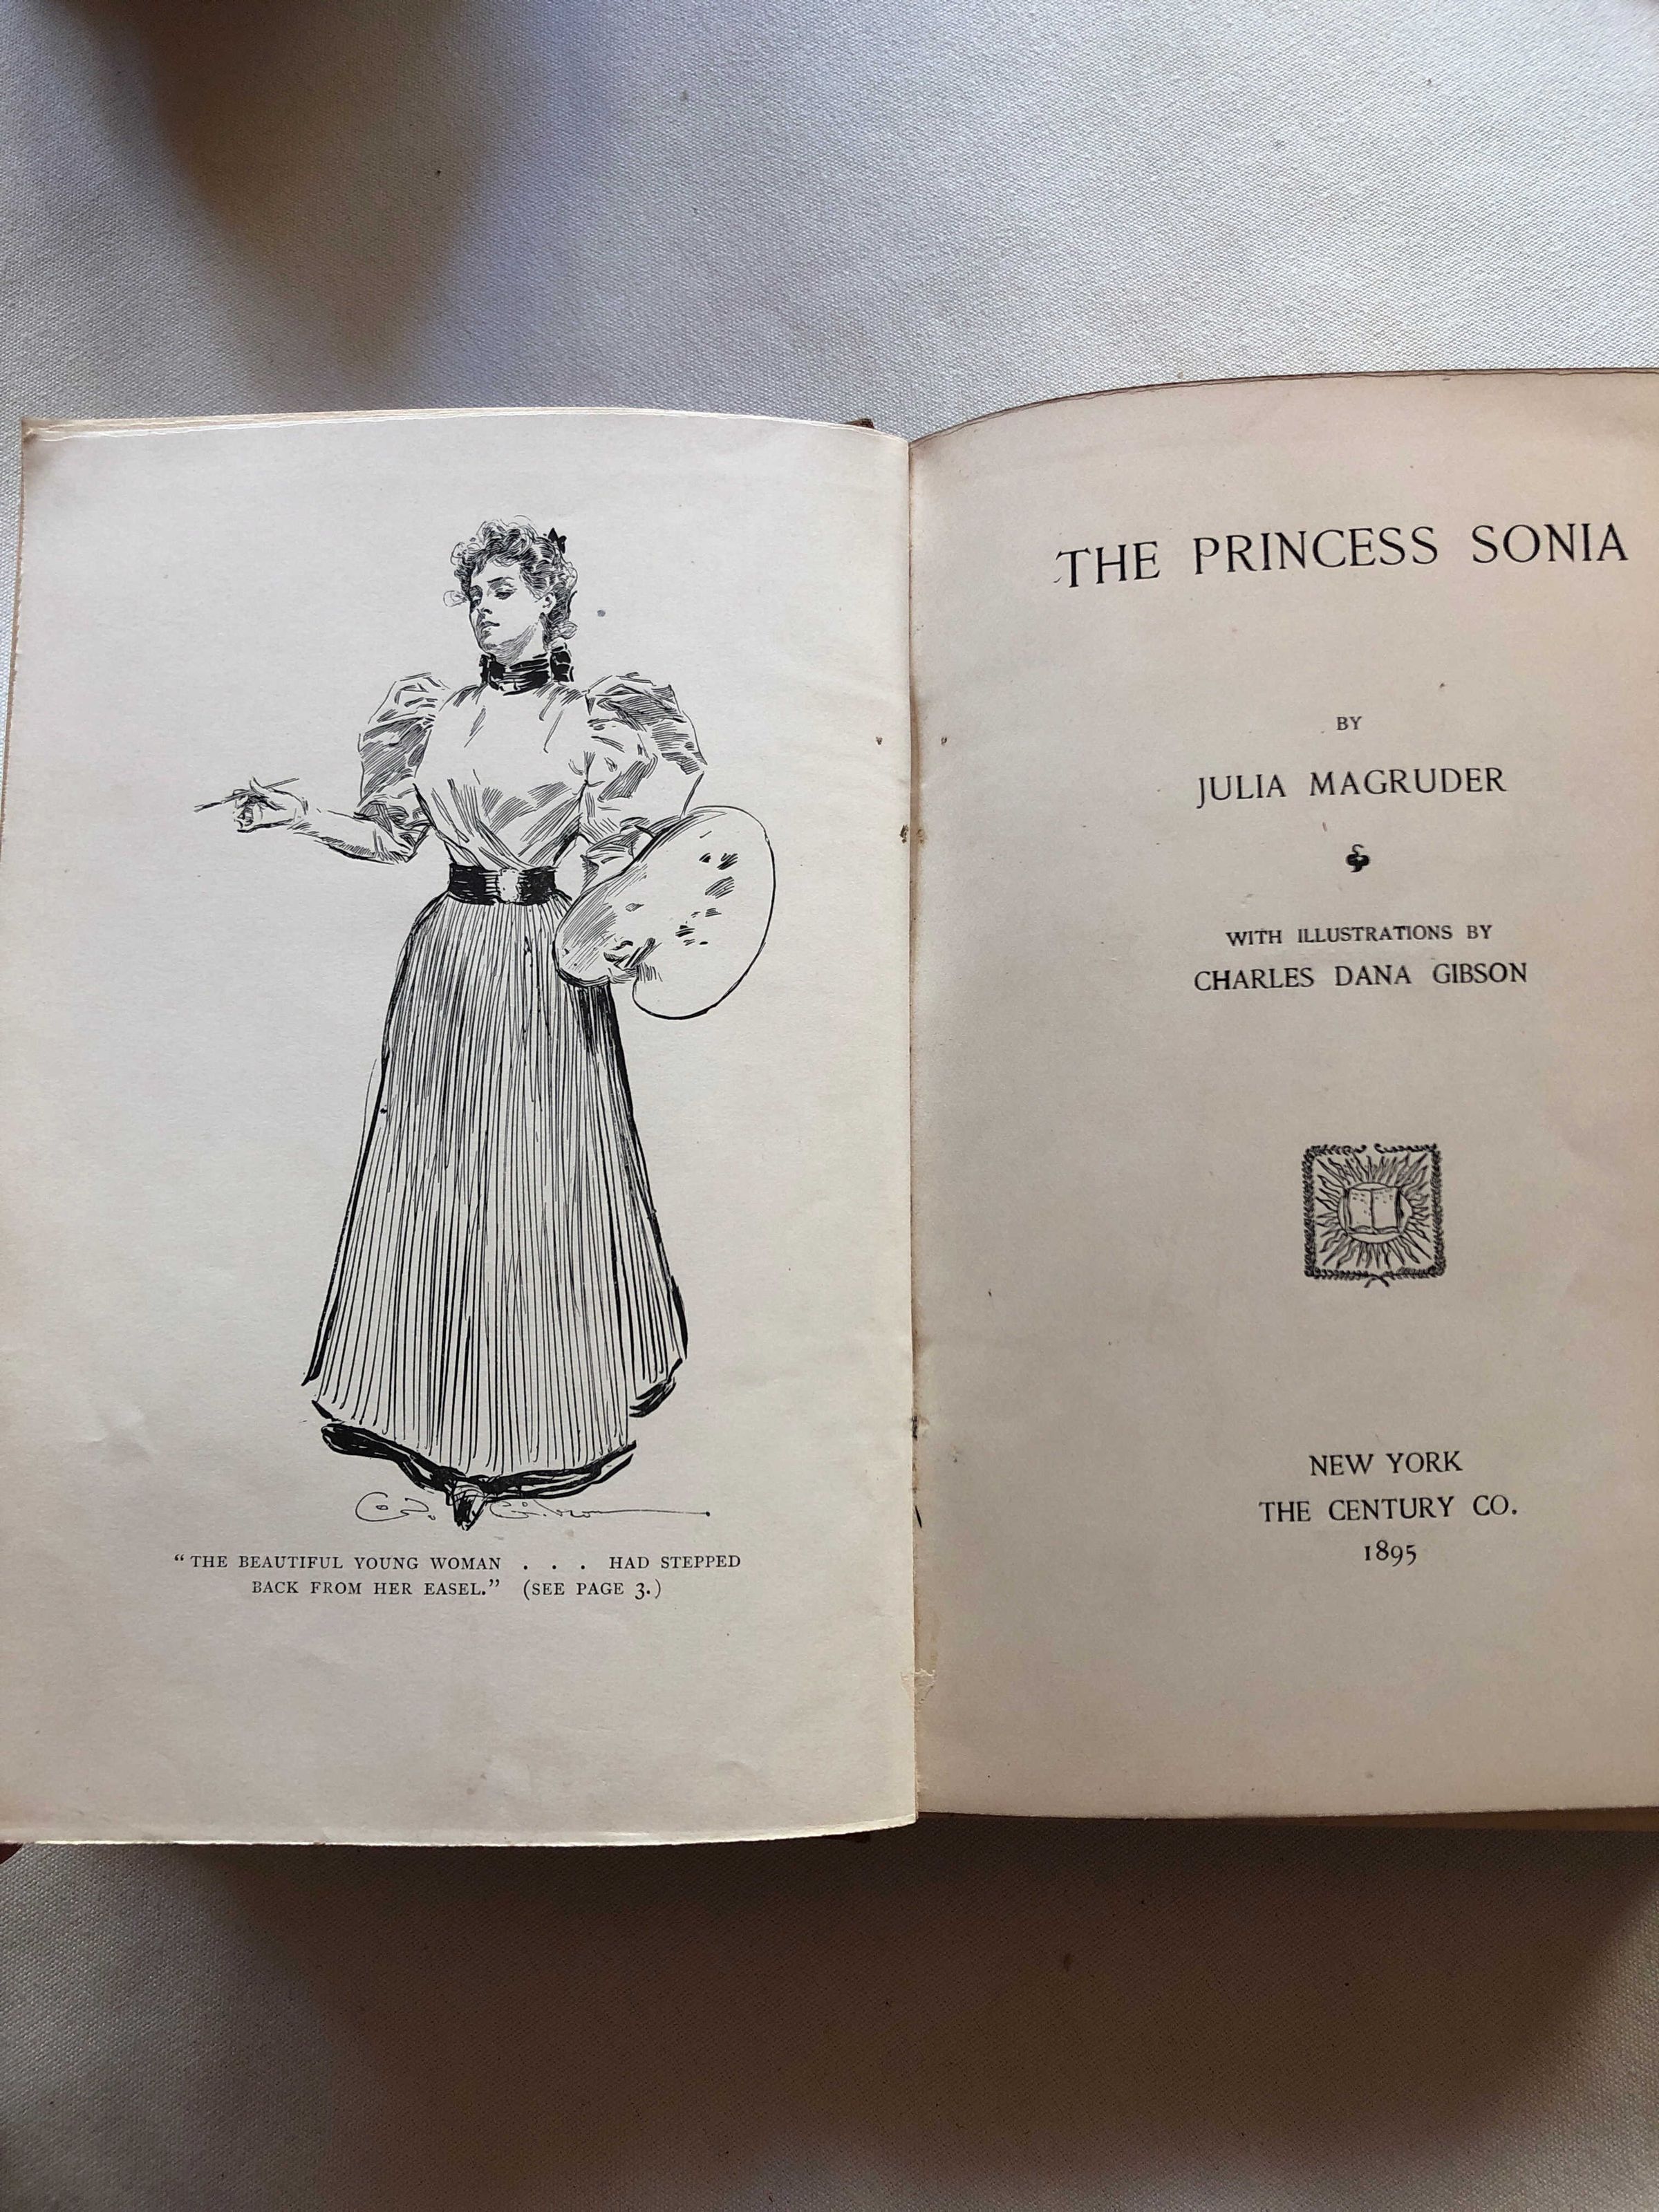 C. D. Gibson
“THE BEAUTIFUL YOUNG WOMAN . . . HAD STEPPED
BACK FROM HER EASEL.” (SEE PAGE 3.)
THE PRINCESS SONIA
BY
JULIA MAGRUDER
WITH ILLUSTRATIONS BY
CHARLES DANA GIBSON
NEW YORK
THE CENTURY CO.
1895